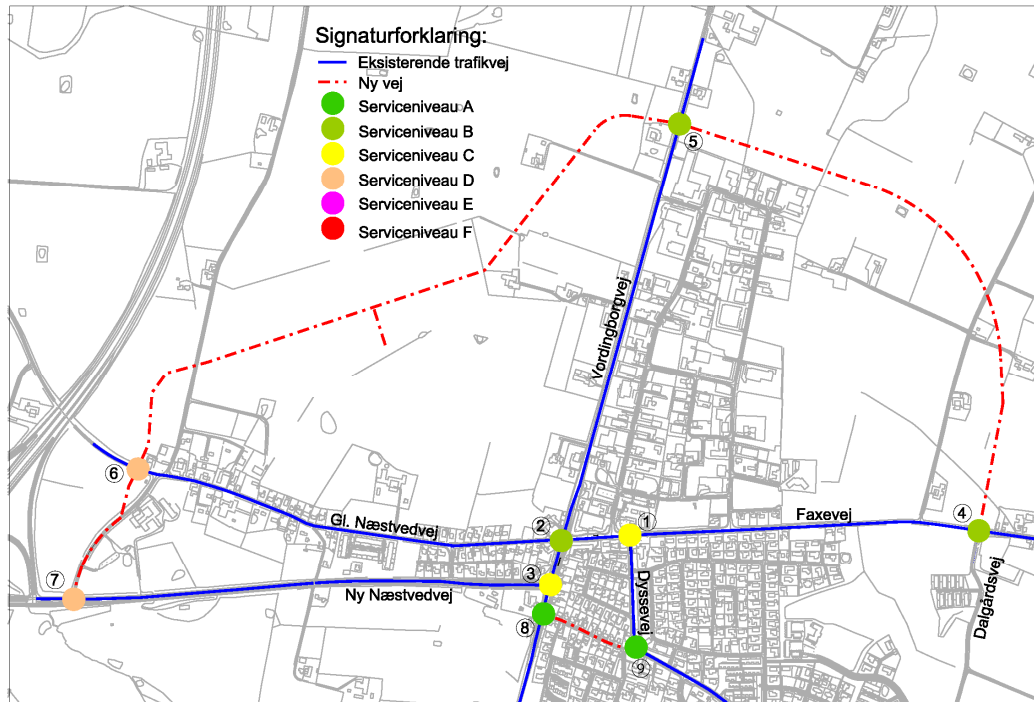 Signaturforklaring:
Eksisterende trafikvej
Ny vej
Serviceniveau A
Serviceniveau B
Serviceniveau C
Serviceniveau D
Serviceniveau E
Serviceniveau F
5
Vordingborgvej
6
Gl. Næstvedvej
2
1
Faxevej
4
7
Ny Næstvedvej
3
Dyssevej
Dalgårdsvej
8
9